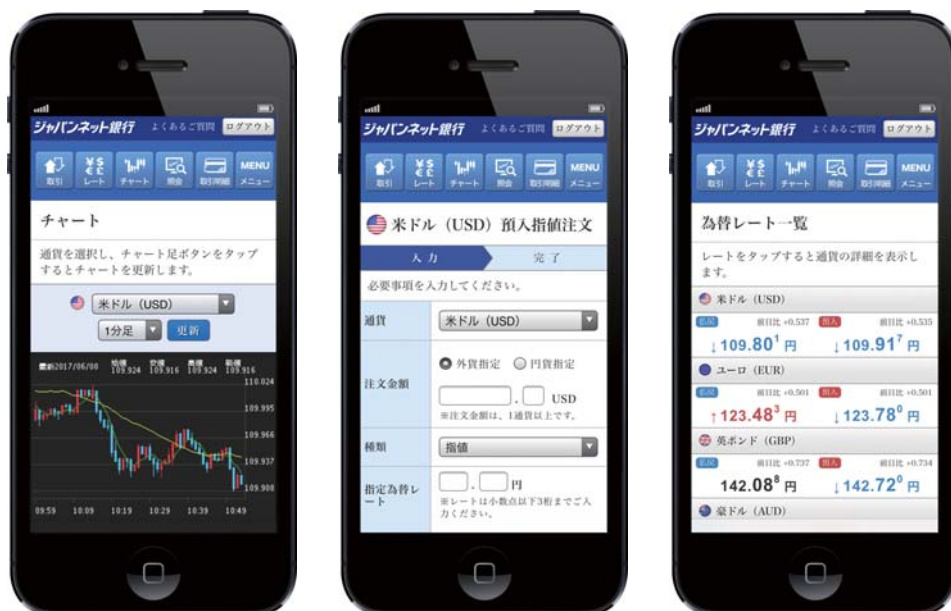 ジャパンネット銀行 よくあるご質問 ログアウト
取引 レート チャート 照会 取引明細 MENU メニュー
チャート
通貨を選択し、チャート足ボタンをタップ
するとチャートを更新します。
米ドル（USD）
1分足 更新
最新2017/06/08 始値 安値 高値 終値
109.924 109.916 109.924 109.916
110.024
109.995
109.966
109.937
109.908
09:59 10:09 10:19 10:29 10:39 10:49
ジャパンネット銀行 よくあるご質問 ログアウト
取引 レート チャート 照会 取引明細 MENU メニュー
米ドル（USD）預入指値注文
入力 完了
必要事項を入力してください。
通貨 米ドル（USD）
注文金額 外貨指定 円貨指定
. USD
※注文金額は、1通貨以上です。
種類 指値
指定為替レ
ート
. 円
※レートは小数点以下3桁までご入
力ください。
ジャパンネット銀行 よくあるご質問 ログアウト
取引 レート チャート 照会 取引明細 MENU メニュー
為替レート一覧
レートをタップすると通貨の詳細を表示し
ます。
米ドル（USD）
払戻 前日比 +0.537 預入 前日比 +0.535
↓109.80¹ 円 ↓109.91⁷ 円
ユーロ（EUR）
払戻 前日比 +0.501 預入 前日比 +0.501
↑123.48³ 円 ↓123.78⁰ 円
英ポンド（GBP）
払戻 前日比 +0.737 預入 前日比 +0.734
142.08⁸ 円 ↓142.72⁰ 円
豪ドル（AUD）